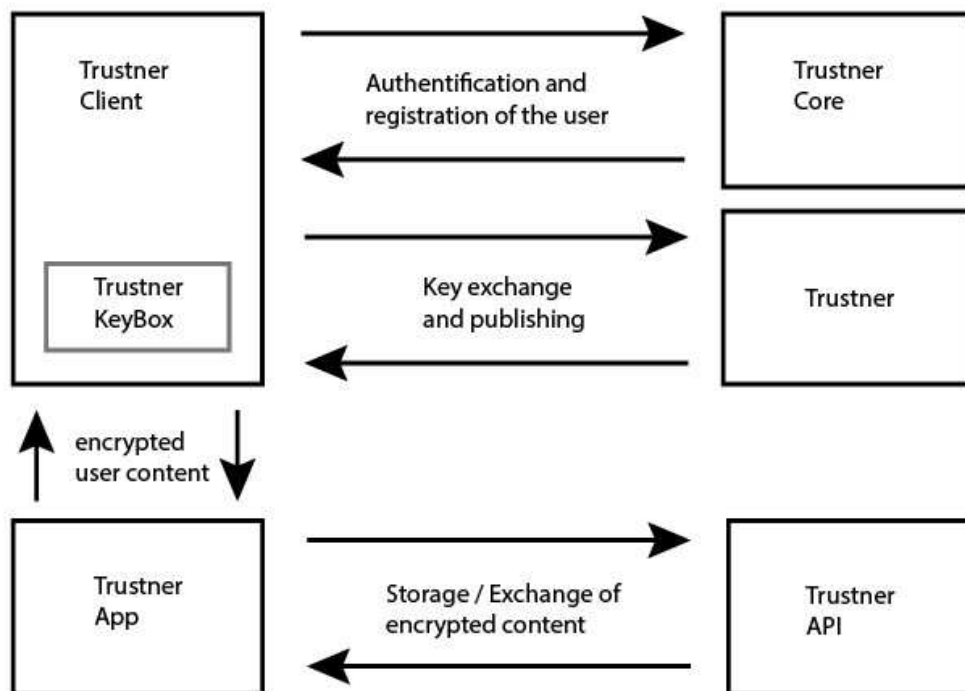 Trustner
Client
Authentification and
registration of the user
Trustner
Core
Trustner
KeyBox
Key exchange
and publishing
Trustner
encrypted
user content
Trustner
App
Storage / Exchange of
encrypted content
Trustner
API